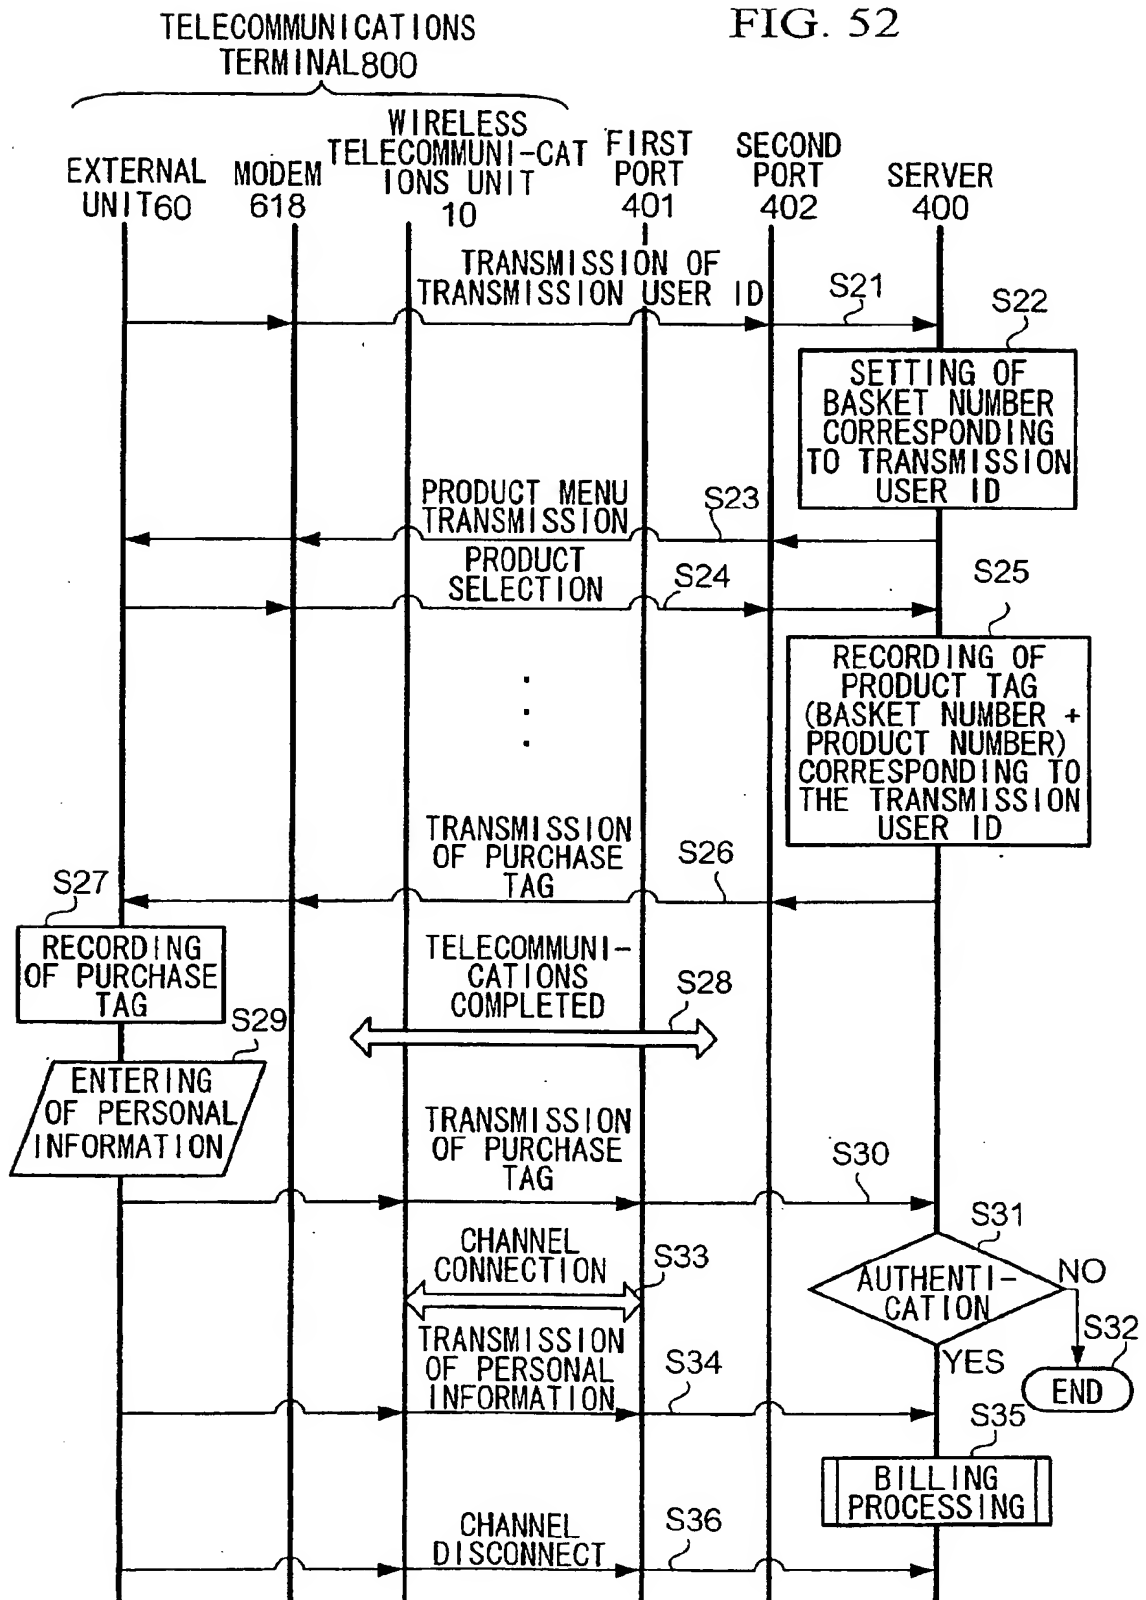 FIG. 52
TELECOMMUNICATIONS
TERMINAL800
EXTERNAL
UNIT60
MODEM
618
WIRELESS
TELECOMMUNI-CAT
IONS UNIT
10
FIRST
PORT
401
SECOND
PORT
402
SERVER
400
TRANSMISSION OF
TRANSMISSION USER ID
S21
S22
SETTING OF
BASKET NUMBER
CORRESPONDING
TO TRANSMISSION
USER ID
PRODUCT MENU
TRANSMISSION
S23
PRODUCT
SELECTION
S24
S25
RECORDING OF
PRODUCT TAG
(BASKET NUMBER +
PRODUCT NUMBER)
CORRESPONDING TO
THE TRANSMISSION
USER ID
TRANSMISSION
OF PURCHASE
TAG
S26
S27
RECORDING
OF PURCHASE
TAG
TELECOMMUNI-
CATIONS
COMPLETED
S28
S29
ENTERING
OF PERSONAL
INFORMATION
TRANSMISSION
OF PURCHASE
TAG
S30
S31
AUTHENTI-
CATION
NO
S32
END
YES
CHANNEL
CONNECTION
S33
TRANSMISSION
OF PERSONAL
INFORMATION
S34
S35
BILLING
PROCESSING
CHANNEL
DISCONNECT
S36